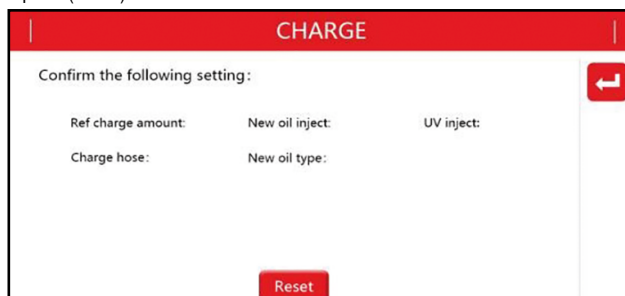 CHARGE
Confirm the following setting:
Ref charge amount: New oil inject: UV inject:
Charge hose: New oil type:
Reset